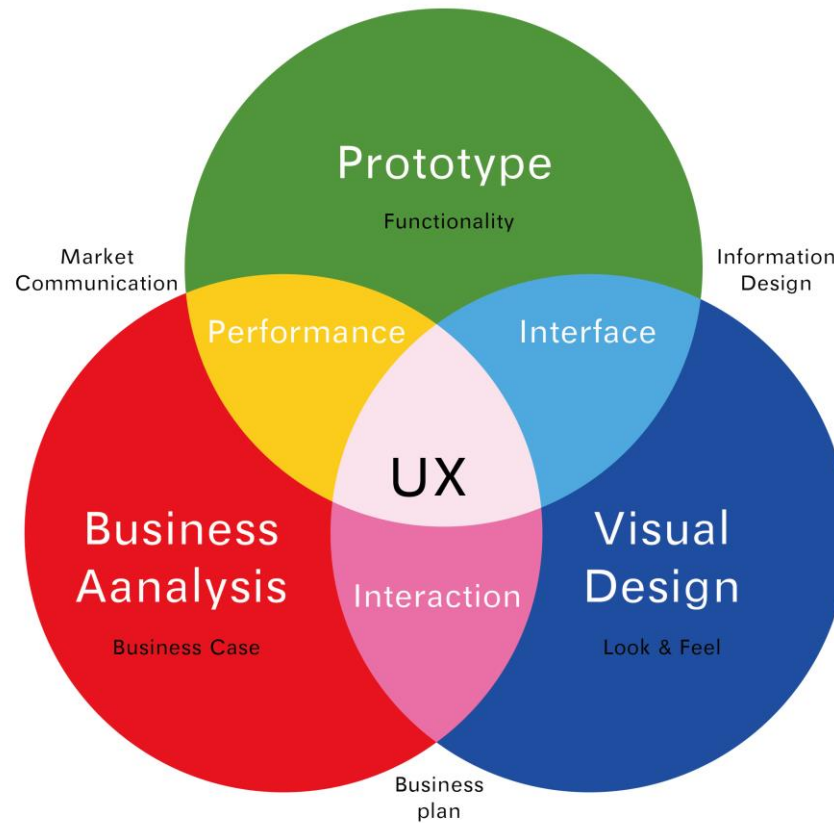 Prototype
Functionality
Market
Communication
Information
Design
Performance
Interface
UX
Business
Aanalysis
Business Case
Visual
Design
Look & Feel
Interaction
Business
plan